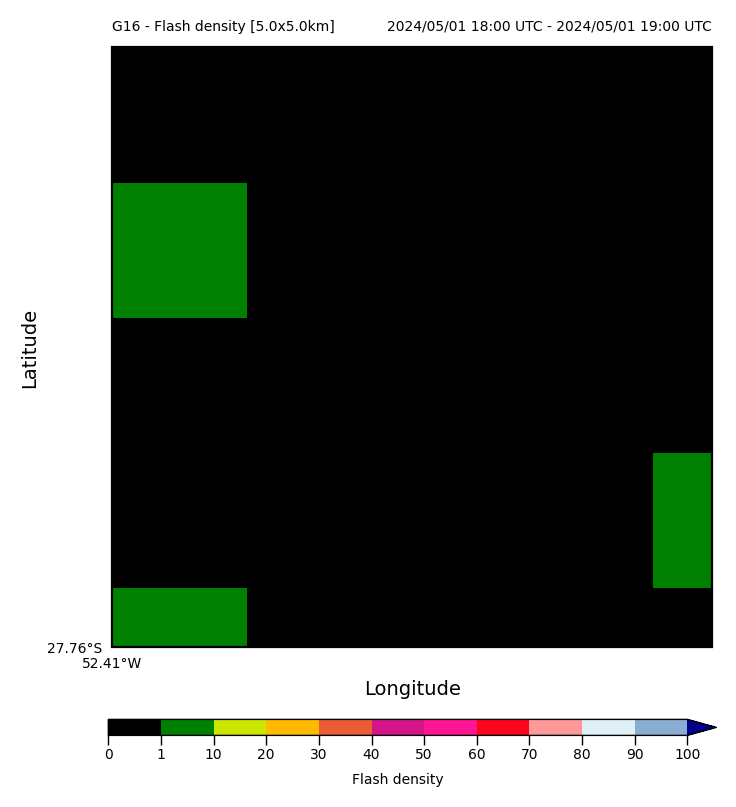 G16 - Flash density [5.0x5.0km] 2024/05/01 18:00 UTC - 2024/05/01 19:00 UTC
Latitude
27.76°S
52.41°W
Longitude
0 1 10 20 30 40 50 60 70 80 90 100
Flash density